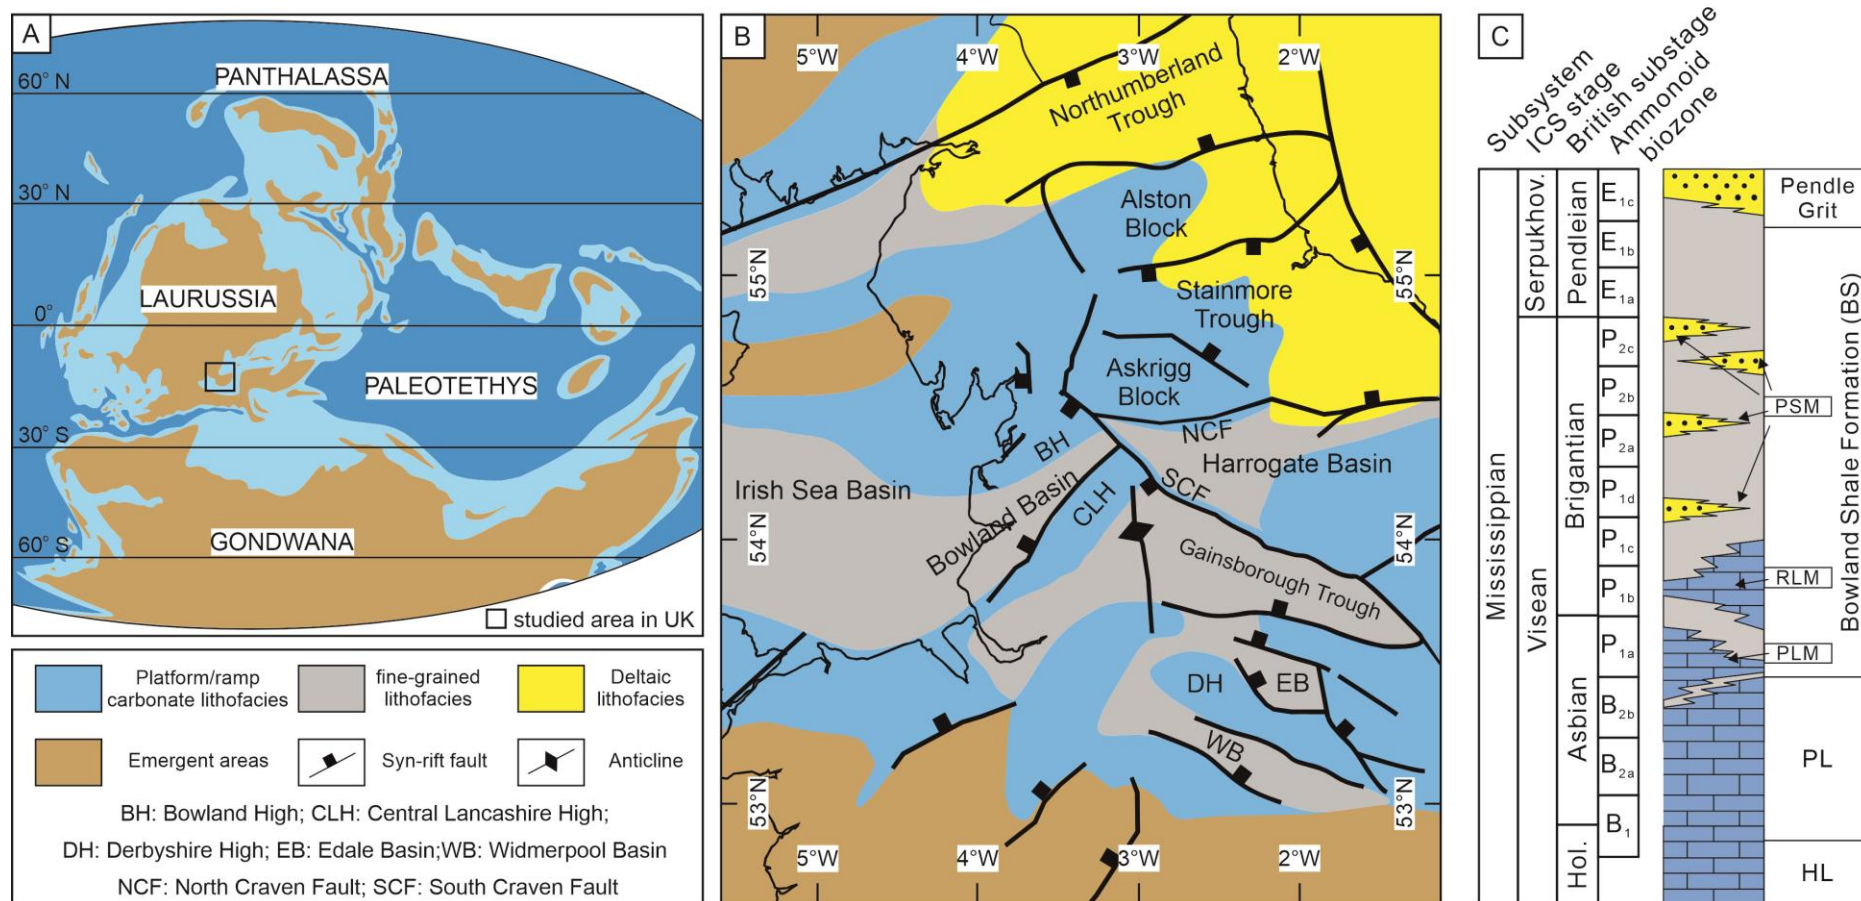 A
PANTHALASSA
60° N
30° N
LAURUSSIA
0°
PALEOTETHYS
30° S
GONDWANA
60° S
studied area in UK
Platform/ramp
carbonate lithofacies
fine-grained
lithofacies
Deltaic
lithofacies
Emergent areas
Syn-rift fault
Anticline
BH: Bowland High; CLH: Central Lancashire High;
DH: Derbyshire High; EB: Edale Basin;WB: Widmerpool Basin
NCF: North Craven Fault; SCF: South Craven Fault
B
5°W
4°W
3°W
2°W
Northumberland
Trough
Alston
Block
55°N
55°N
Stainmore
Trough
Askrigg
Block
NCF
BH
Harrogate Basin
Irish Sea Basin
SCF
CLH
Bowland Basin
54°N
54°N
Gainsborough Trough
DH
EB
WB
53°N
53°N
5°W
4°W
3°W
2°W
C
Subsystem
ICS stage
British substage
Ammonoid
biozone
Mississippian
Serpukhov.
Visean
Pendleian
Brigantian
Asbian
Hol.
E1c
E1b
E1a
P2c
P2b
P2a
P1d
P1c
P1b
P1a
B2b
B2a
B1
Pendle
Grit
PSM
RLM
PLM
Bowland Shale Formation (BS)
PL
HL